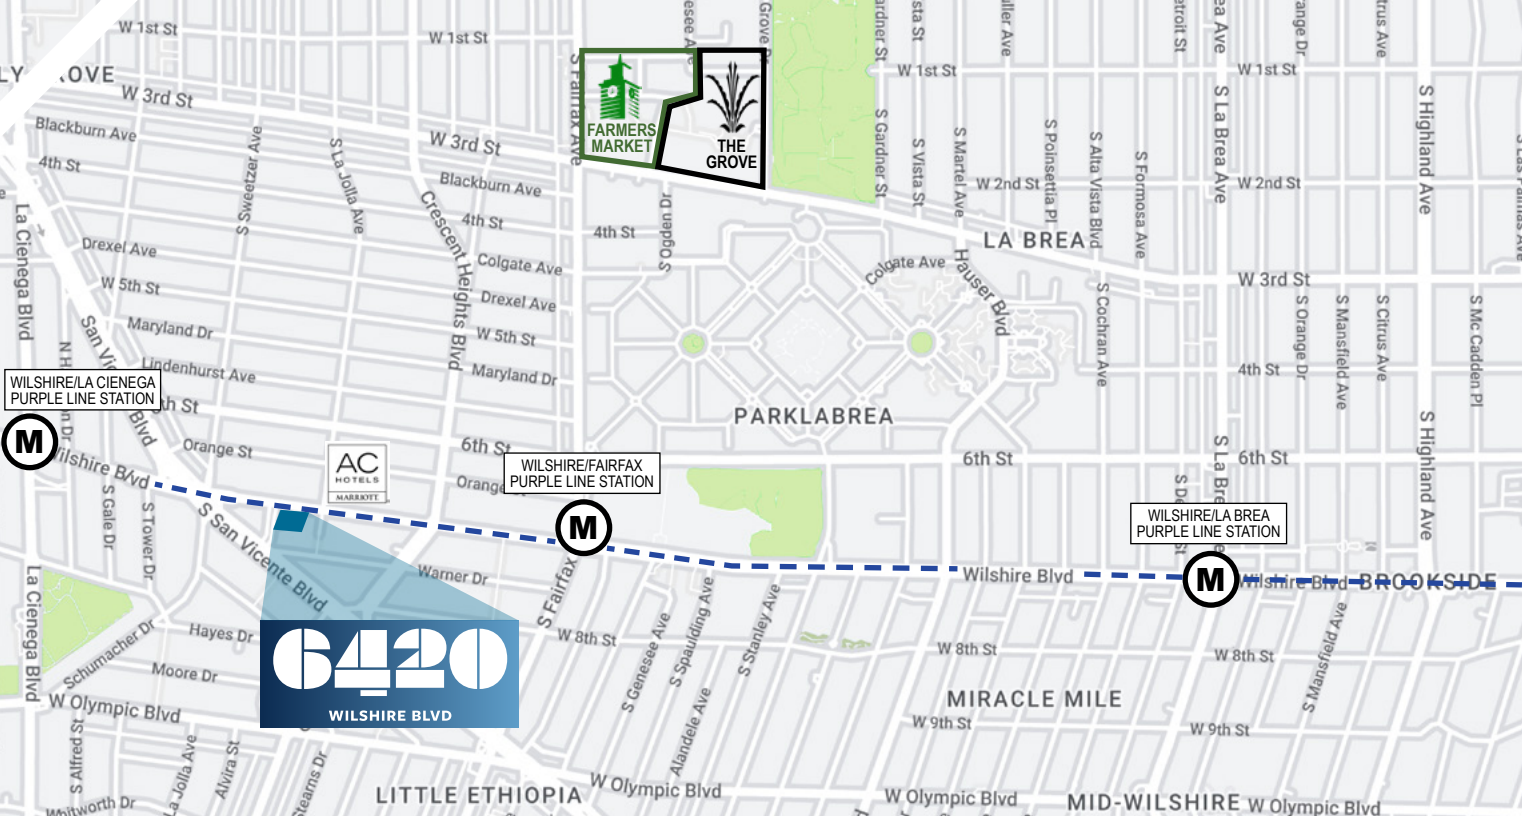 W 1st St
W 1st St
W 1st St
W 1st St
S Fairfax Ave
Gardner St
S La Brea Ave
S Highland Ave
W 3rd St
FARMERS
MARKET
THE
GROVE
Blackburn Ave
4th St
S Sweetzer Ave
S La Jolla Ave
W 3rd St
Blackburn Ave
4th St
Crescent Heights Blvd
4th St
S Ogden Dr
S Gardner St
S Vista St
S Martel Ave
W 2nd St
S Poinsettia Pl
S Alta Vista Blvd
S Formosa Ave
W 2nd St
LA BREA
La Cienega Blvd
Drexel Ave
W 5th St
Maryland Dr
Lindenhurst Ave
Colgate Ave
Drexel Ave
W 5th St
Maryland Dr
Colgate Ave
Hauser Blvd
W 3rd St
S Cochran Ave
S Orange Dr
S Mansfield Ave
S Citrus Ave
S Mc Cadden Pl
4th St
WILSHIRE/LA CIENEGA
PURPLE LINE STATION
M
PARKLABREA
Orange St
AC
HOTELS
MARRIOTT
6th St
6th St
6th St
S Highland Ave
WILSHIRE/FAIRFAX
PURPLE LINE STATION
M
WILSHIRE/LA BREA
PURPLE LINE STATION
M
S Gale Dr
S Tower Dr
S San Vicente Blvd
Warner Dr
S Fairfax
Wilshire Blvd
Wilshire Blvd
BROOKSIDE
La Cienega Blvd
Schumacher Dr
Hayes Dr
Moore Dr
6420
WILSHIRE BLVD
W 8th St
S Genesee Ave
S Spaulding Ave
S Stanley Ave
Alandele Ave
W 8th St
W 8th St
S Mansfield Ave
MIRACLE MILE
W 9th St
W 9th St
W Olympic Blvd
S Alfred St
La Jolla Ave
Alvira St
Stearns Dr
Whitworth Dr
LITTLE ETHIOPIA
W Olympic Blvd
W Olympic Blvd
MID-WILSHIRE
W Olympic Blvd